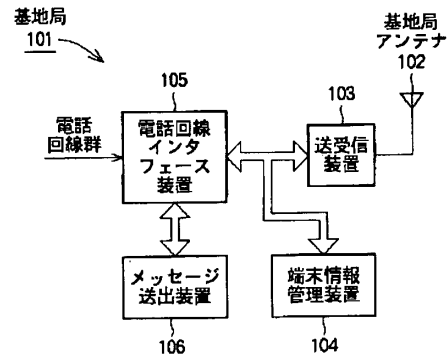 基地局
101
基地局
アンテナ
102
105
103
電話
回線群
電話回線
インタ
フェース
装置
送受信
装置
メッセージ
送出装置
端末情報
管理装置
106
104